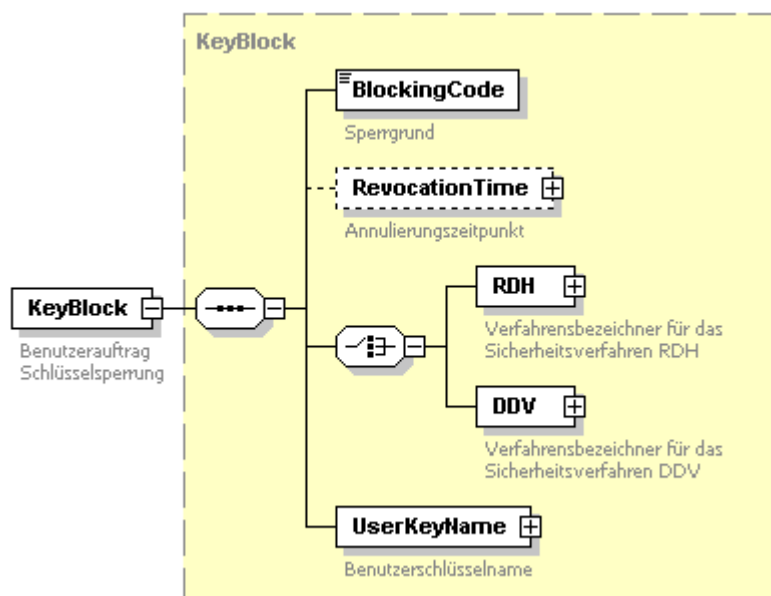 KeyBlock
BlockingCode
Sperrgrund
RevocationTime
Annulierungszeitpunkt
KeyBlock
Benutzerauftrag
Schlüsselsperrung
RDH
Verfahrensbezeichner für das
Sicherheitsverfahren RDH
DDV
Verfahrensbezeichner für das
Sicherheitsverfahren DDV
UserKeyName
Benutzerschlüsselname